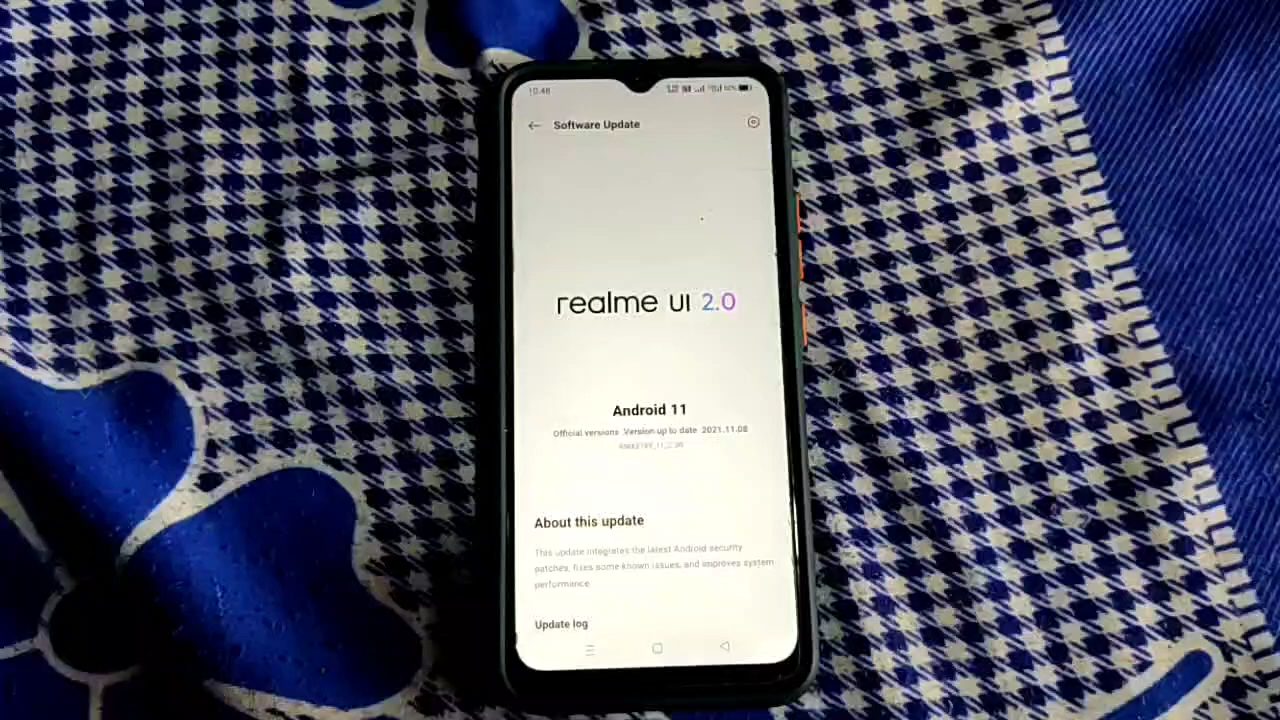 10:48
Software Update
realme UI 2.0
Android 11
Official versions Version up to date 2021.11.08
About this update
This update integrates the latest Android security
patches, fixes some known issues, and improves system
performance
Update log